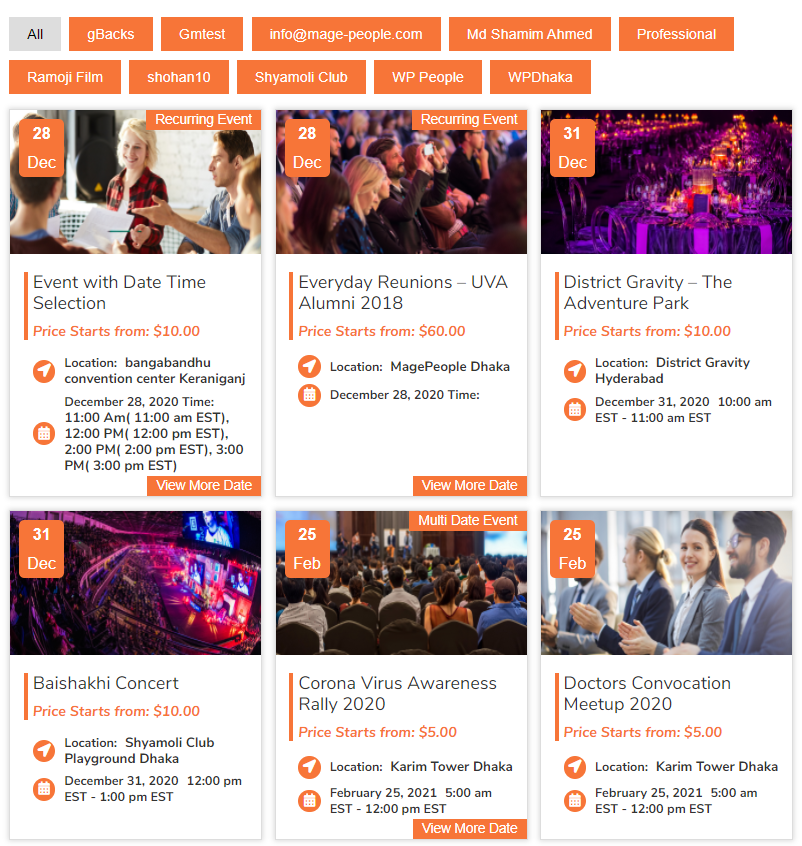 All gBacks Gmtest info@mage-people.com Md Shamim Ahmed Professional
Ramoji Film shohan10 Shyamoli Club WP People WPDhaka
Recurring Event
28
Dec
Event with Date Time
Selection
Price Starts from: $10.00
Location: bangabandhu
convention center Keraniganj
December 28, 2020 Time:
11:00 Am( 11:00 am EST),
12:00 PM( 12:00 pm EST),
2:00 PM( 2:00 pm EST), 3:00
PM( 3:00 pm EST)
View More Date
Recurring Event
28
Dec
Everyday Reunions – UVA
Alumni 2018
Price Starts from: $60.00
Location: MagePeople Dhaka
December 28, 2020 Time:
View More Date
31
Dec
District Gravity – The
Adventure Park
Price Starts from: $10.00
Location: District Gravity
Hyderabad
December 31, 2020 10:00 am
EST - 11:00 am EST
31
Dec
Baishakhi Concert
Price Starts from: $10.00
Location: Shyamoli Club
Playground Dhaka
December 31, 2020 12:00 pm
EST - 1:00 pm EST
Multi Date Event
25
Feb
Corona Virus Awareness
Rally 2020
Price Starts from: $5.00
Location: Karim Tower Dhaka
February 25, 2021 5:00 am
EST - 12:00 pm EST
View More Date
25
Feb
Doctors Convocation
Meetup 2020
Price Starts from: $5.00
Location: Karim Tower Dhaka
February 25, 2021 5:00 am
EST - 12:00 pm EST